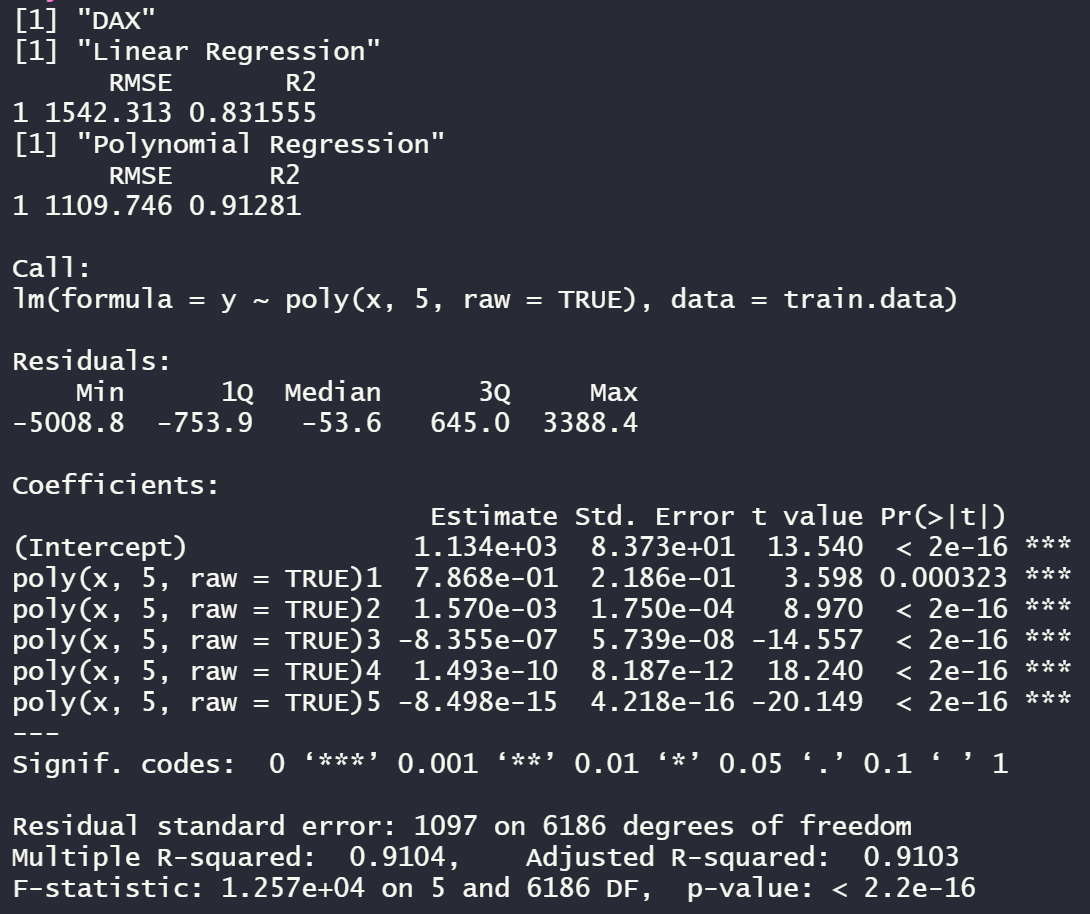 [1] "DAX"
[1] "Linear Regression"
      RMSE       R2
1 1542.313 0.831555
[1] "Polynomial Regression"
      RMSE      R2
1 1109.746 0.91281

Call:
lm(formula = y ~ poly(x, 5, raw = TRUE), data = train.data)

Residuals:
    Min      1Q  Median      3Q     Max
-5008.8  -753.9   -53.6   645.0  3388.4

Coefficients:
                          Estimate Std. Error t value Pr(>|t|)
(Intercept)              1.134e+03  8.373e+01  13.540  < 2e-16 ***
poly(x, 5, raw = TRUE)1  7.868e-01  2.186e-01   3.598 0.000323 ***
poly(x, 5, raw = TRUE)2  1.570e-03  1.750e-04   8.970  < 2e-16 ***
poly(x, 5, raw = TRUE)3 -8.355e-07  5.739e-08 -14.557  < 2e-16 ***
poly(x, 5, raw = TRUE)4  1.493e-10  8.187e-12  18.240  < 2e-16 ***
poly(x, 5, raw = TRUE)5 -8.498e-15  4.218e-16 -20.149  < 2e-16 ***
---
Signif. codes:  0 ‘***’ 0.001 ‘**’ 0.01 ‘*’ 0.05 ‘.’ 0.1 ‘ ’ 1

Residual standard error: 1097 on 6186 degrees of freedom
Multiple R-squared:  0.9104,    Adjusted R-squared:  0.9103
F-statistic: 1.257e+04 on 5 and 6186 DF,  p-value: < 2.2e-16